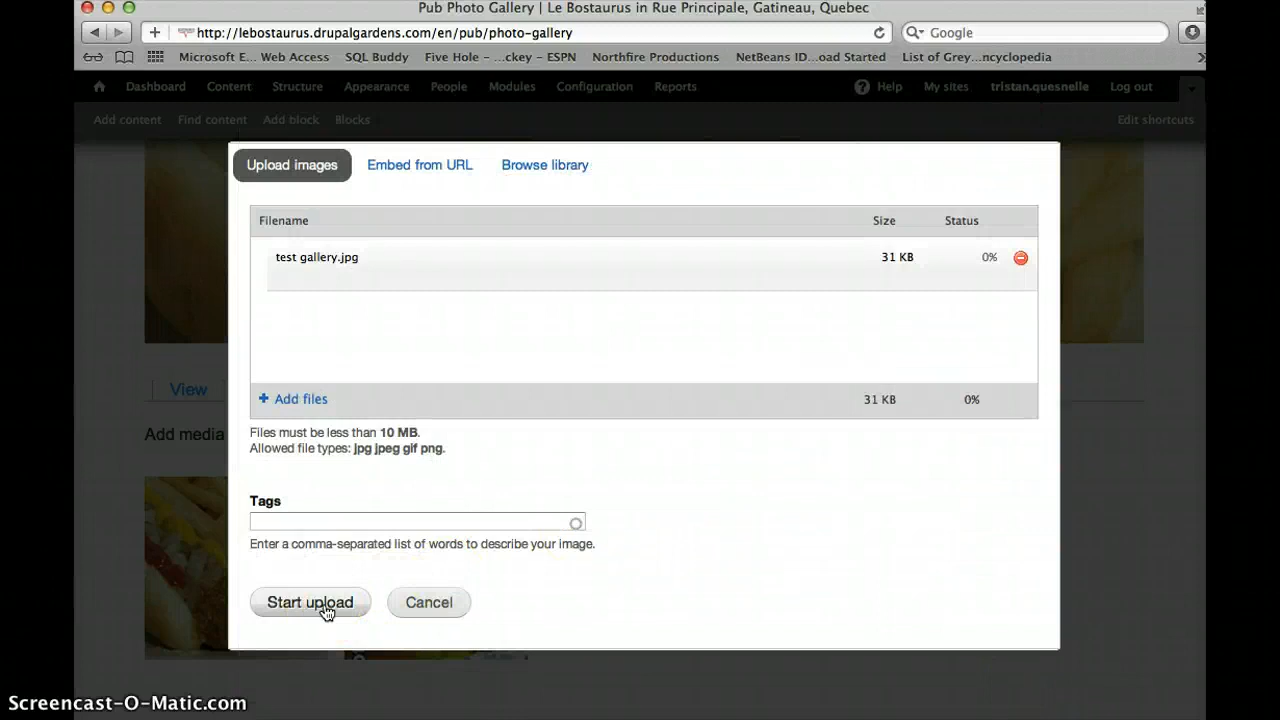 Pub Photo Gallery | Le Bostaurus in Rue Principale, Gatineau, Quebec
http://lebostaurus.drupalgardens.com/en/pub/photo-gallery
Google
Microsoft E... Web Access SQL Buddy Five Hole – ...ckey – ESPN Northfire Productions NetBeans ID...oad Started List of Grey...ncyclopedia
Dashboard Content Structure Appearance People Modules Configuration Reports Help My sites tristan.quesnelle Log out
Add content Find content Add block Blocks Edit shortcuts
Upload images Embed from URL Browse library
Filename Size Status
test gallery.jpg 31 KB 0%
View
+ Add files 31 KB 0%
Add media
Files must be less than 10 MB.
Allowed file types: jpg jpeg gif png.
Tags
Enter a comma-separated list of words to describe your image.
Start upload Cancel
Screencast-O-Matic.com